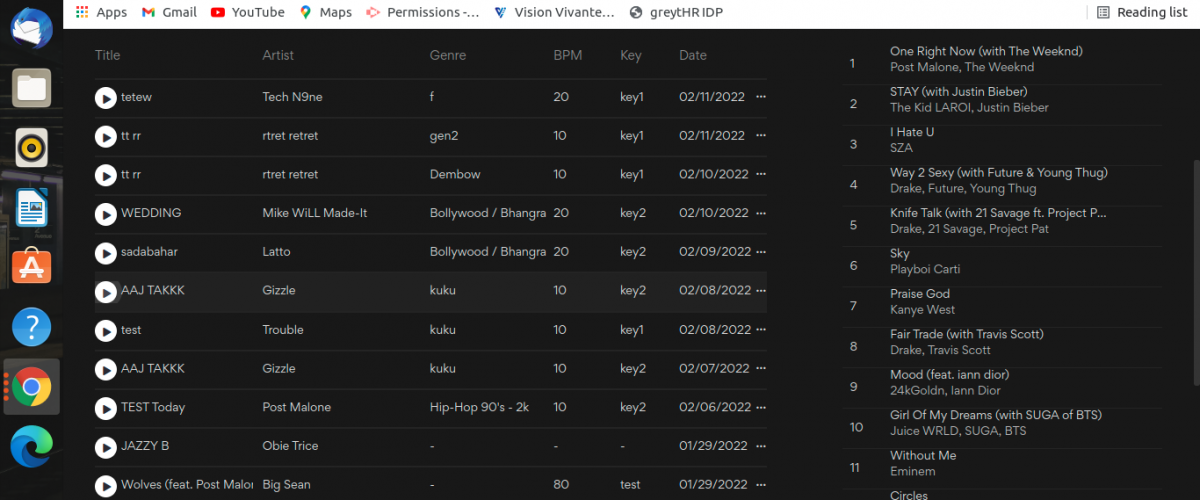 Apps Gmail YouTube Maps Permissions -... Vision Vivante... greytHR IDP Reading list
Title Artist Genre BPM Key Date
tetew Tech N9ne f 20 key1 02/11/2022 ...
tt rr rtret retret gen2 10 key1 02/11/2022 ...
tt rr rtret retret Dembow 10 key1 02/10/2022 ...
WEDDING Mike WiLL Made-It Bollywood / Bhangra 20 key2 02/10/2022 ...
sadabahar Latto Bollywood / Bhangra 20 key2 02/09/2022 ...
AAJ TAKKK Gizzle kuku 10 key2 02/08/2022 ...
test Trouble kuku 10 key1 02/08/2022 ...
AAJ TAKKK Gizzle kuku 10 key2 02/07/2022 ...
TEST Today Post Malone Hip-Hop 90's - 2k 10 key2 02/06/2022 ...
JAZZY B Obie Trice - - - 01/29/2022 ...
Wolves (feat. Post Malor Big Sean - 80 test 01/29/2022 ...
1 One Right Now (with The Weeknd)
Post Malone, The Weeknd
2 STAY (with Justin Bieber)
The Kid LAROI, Justin Bieber
3 I Hate U
SZA
4 Way 2 Sexy (with Future & Young Thug)
Drake, Future, Young Thug
5 Knife Talk (with 21 Savage ft. Project P...
Drake, 21 Savage, Project Pat
6 Sky
Playboi Carti
7 Praise God
Kanye West
8 Fair Trade (with Travis Scott)
Drake, Travis Scott
9 Mood (feat. iann dior)
24kGoldn, Iann Dior
10 Girl Of My Dreams (with SUGA of BTS)
Juice WRLD, SUGA, BTS
11 Without Me
Eminem
Circles